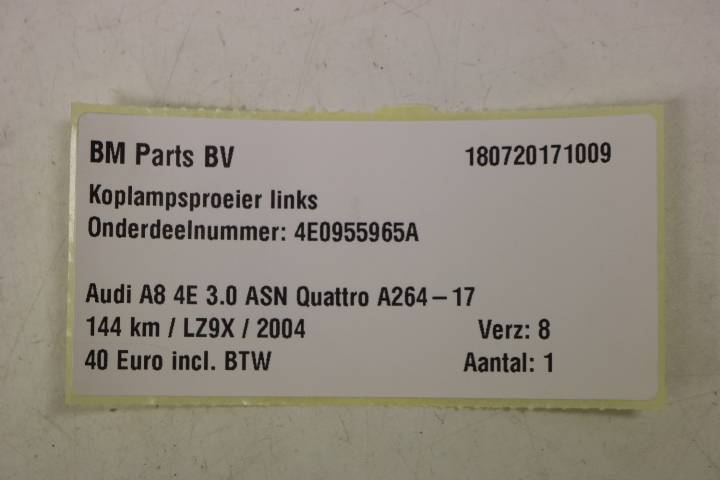 BM Parts BV 180720171009
Koplampsproeier links
Onderdeelnummer: 4E0955965A
Audi A8 4E 3.0 ASN Quattro A264-17
144 km / LZ9X / 2004 Verz: 8
40 Euro incl. BTW Aantal: 1